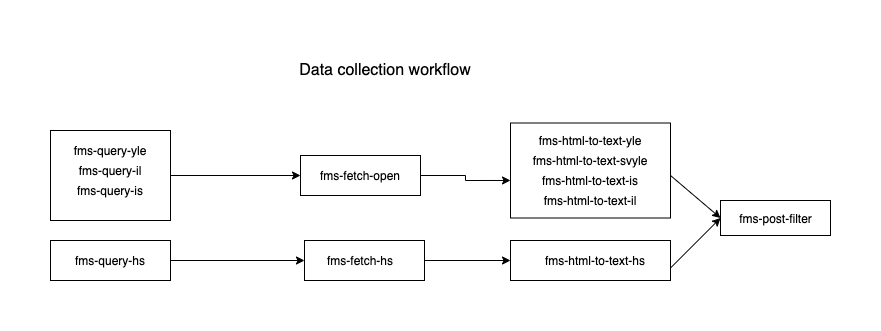 Data collection workflow
fms-query-yle
fms-query-il
fms-query-is
fms-fetch-open
fms-html-to-text-yle
fms-html-to-text-svyle
fms-html-to-text-is
fms-html-to-text-il
fms-post-filter
fms-query-hs
fms-fetch-hs
fms-html-to-text-hs